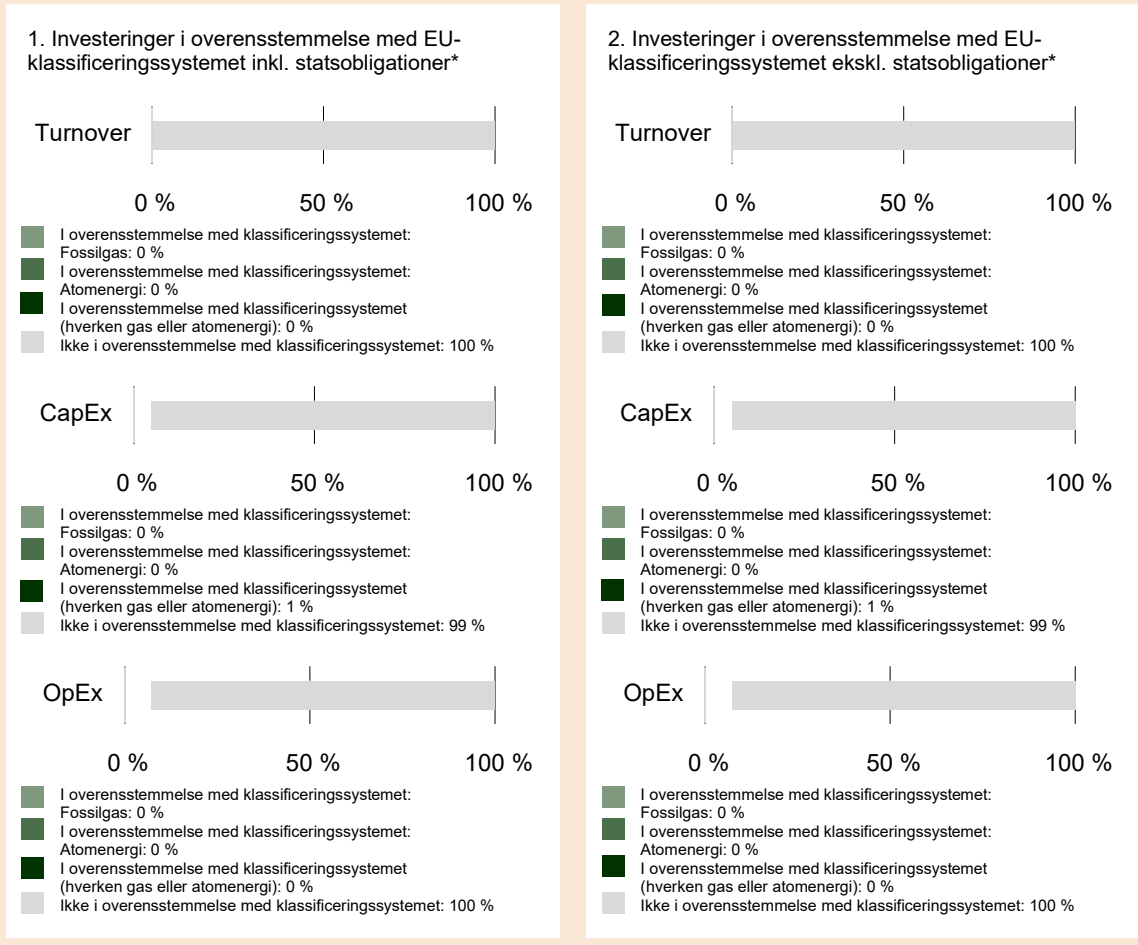 1. Investeringer i overensstemmelse med EU-
klassificeringssystemet inkl. statsobligationer*
Turnover
0 %
50 %
100 %
I overensstemmelse med klassificeringssystemet:
Fossilgas: 0 %
I overensstemmelse med klassificeringssystemet:
Atomenergi: 0 %
I overensstemmelse med klassificeringssystemet
(hverken gas eller atomenergi): 0 %
Ikke i overensstemmelse med klassificeringssystemet: 100 %
CapEx
0 %
50 %
100 %
I overensstemmelse med klassificeringssystemet:
Fossilgas: 0 %
I overensstemmelse med klassificeringssystemet:
Atomenergi: 0 %
I overensstemmelse med klassificeringssystemet
(hverken gas eller atomenergi): 1 %
Ikke i overensstemmelse med klassificeringssystemet: 99 %
OpEx
0 %
50 %
100 %
I overensstemmelse med klassificeringssystemet:
Fossilgas: 0 %
I overensstemmelse med klassificeringssystemet:
Atomenergi: 0 %
I overensstemmelse med klassificeringssystemet
(hverken gas eller atomenergi): 0 %
Ikke i overensstemmelse med klassificeringssystemet: 100 %
2. Investeringer i overensstemmelse med EU-
klassificeringssystemet ekskl. statsobligationer*
Turnover
0 %
50 %
100 %
I overensstemmelse med klassificeringssystemet:
Fossilgas: 0 %
I overensstemmelse med klassificeringssystemet:
Atomenergi: 0 %
I overensstemmelse med klassificeringssystemet
(hverken gas eller atomenergi): 0 %
Ikke i overensstemmelse med klassificeringssystemet: 100 %
CapEx
0 %
50 %
100 %
I overensstemmelse med klassificeringssystemet:
Fossilgas: 0 %
I overensstemmelse med klassificeringssystemet:
Atomenergi: 0 %
I overensstemmelse med klassificeringssystemet
(hverken gas eller atomenergi): 1 %
Ikke i overensstemmelse med klassificeringssystemet: 99 %
OpEx
0 %
50 %
100 %
I overensstemmelse med klassificeringssystemet:
Fossilgas: 0 %
I overensstemmelse med klassificeringssystemet:
Atomenergi: 0 %
I overensstemmelse med klassificeringssystemet
(hverken gas eller atomenergi): 0 %
Ikke i overensstemmelse med klassificeringssystemet: 100 %